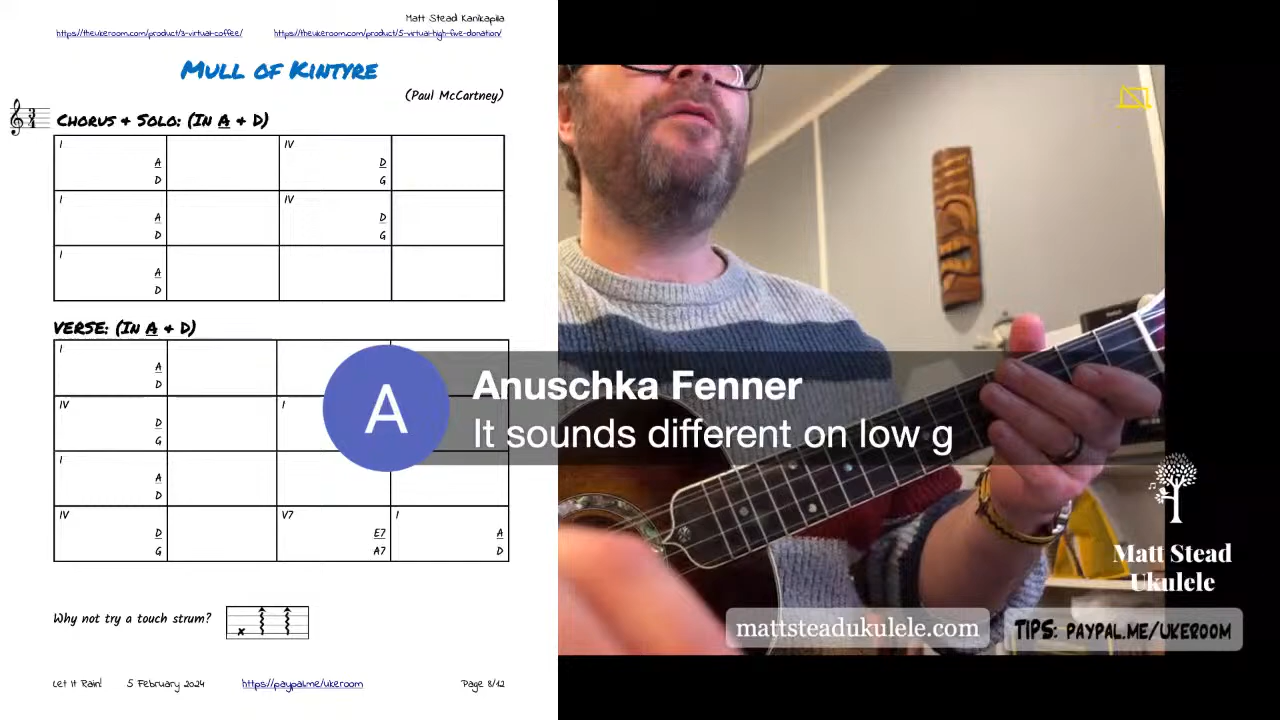 Matt Stead Kanikapila
https://theukeroom.com/product/3-virtual-coffee/ https://theukeroom.com/product/5-virtual-high-five-donation/
Mull of Kintyre
(Paul McCartney)
3
4
Chorus + Solo: (In A + D)
I IV
A D
D G
I IV
A D
D G
I
A
D
VERSE: (In A + D)
I
A
D
IV I
D
G
I
A
D
IV V7 I
D E7 A
G A7 D
Why not try a touch strum?
Let It Rain! 5 February 2024 https://paypal.me/ukeroom Page 8/12
A
Anuschka Fenner
It sounds different on low g
Matt Stead
Ukulele
mattsteadukulele.com
TIPS: PAYPAL.ME/UKEROOM